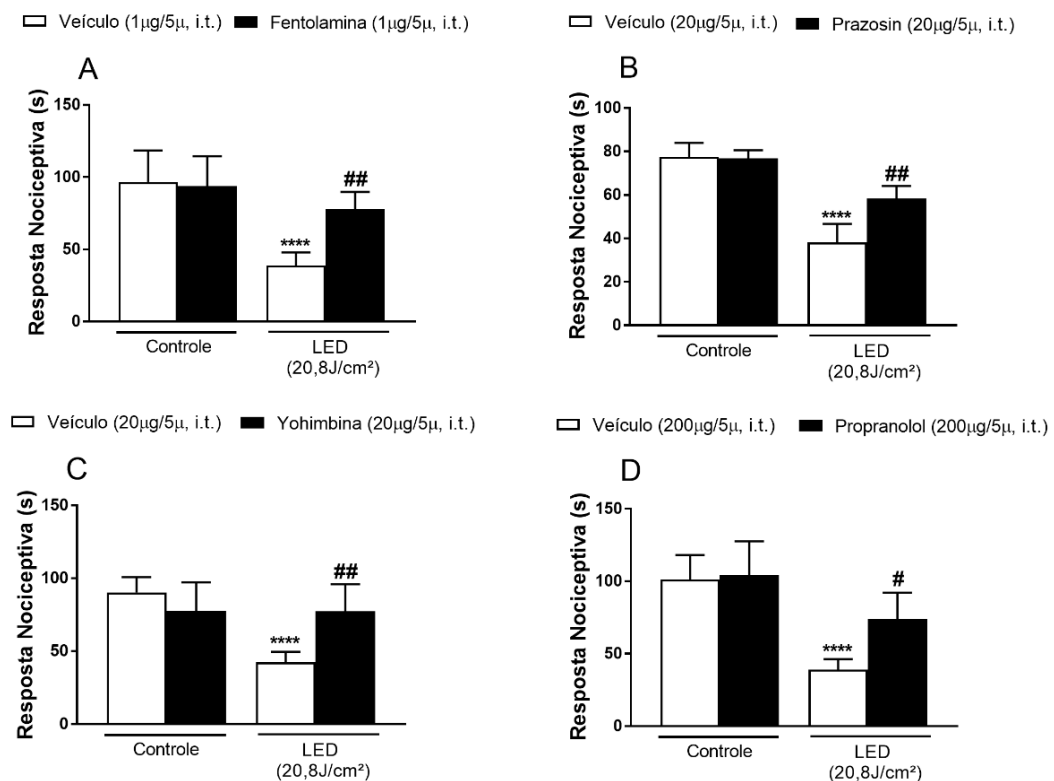 Veículo (1μg/5μ, i.t.) Fentolamina (1μg/5μ, i.t.)
A
Resposta Nociceptiva (s)
150
100
50
0
****
##
Controle
LED
(20,8J/cm²)
Veículo (20μg/5μ, i.t.) Prazosin (20μg/5μ, i.t.)
B
Resposta Nociceptiva (s)
100
80
60
40
20
0
****
##
Controle
LED
(20,8J/cm²)
Veículo (20μg/5μ, i.t.) Yohimbina (20μg/5μ, i.t.)
C
Resposta Nociceptiva (s)
150
100
50
0
****
##
Controle
LED
(20,8J/cm²)
Veículo (200μg/5μ, i.t.) Propranolol (200μg/5μ, i.t.)
D
Resposta Nociceptiva (s)
150
100
50
0
****
#
Controle
LED
(20,8J/cm²)